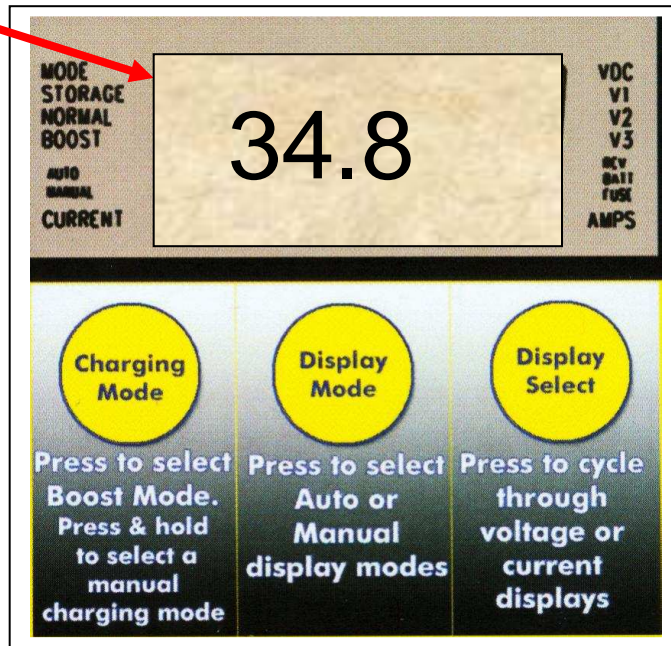 MODE
STORAGE
NORMAL
BOOST
AUTO
MANUAL
CURRENT
34.8
VDC
V1
V2
V3
RCV
BATT
FUSE
AMPS
Charging
Mode
Press to select
Boost Mode.
Press & hold
to select a
manual
charging mode
Display
Mode
Press to select
Auto or
Manual
display modes
Display
Select
Press to cycle
through
voltage or
current
displays